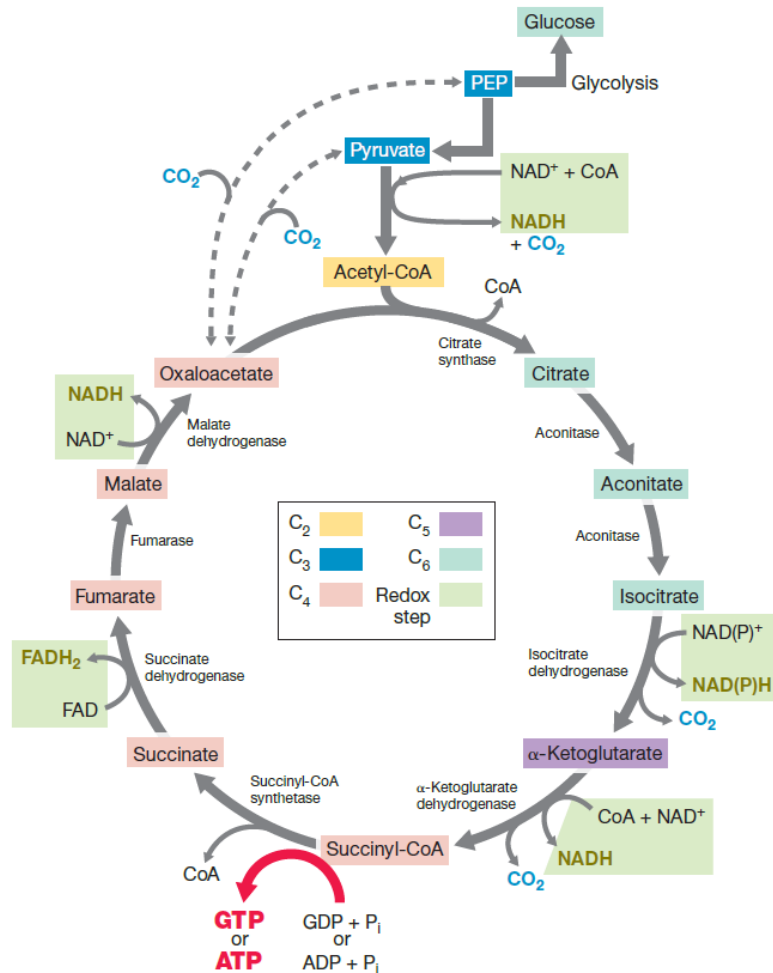 Glucose
PEP
Glycolysis
Pyruvate
CO₂
CO₂
NAD⁺ + CoA
NADH
+ CO₂
Acetyl-CoA
CoA
Citrate
synthase
Oxaloacetate
Citrate
NADH
NAD⁺
Malate
dehydrogenase
Aconitase
Malate
Aconitate
C₂
C₃
C₄
C₅
C₆
Redox
step
Fumarase
Aconitase
Fumarate
Isocitrate
FADH₂
FAD
Succinate
dehydrogenase
Isocitrate
dehydrogenase
NAD(P)⁺
NAD(P)H
CO₂
Succinate
α-Ketoglutarate
Succinyl-CoA
synthetase
α-Ketoglutarate
dehydrogenase
CoA + NAD⁺
NADH
CO₂
Succinyl-CoA
CoA
GTP
or
ATP
GDP + Pᵢ
or
ADP + Pᵢ